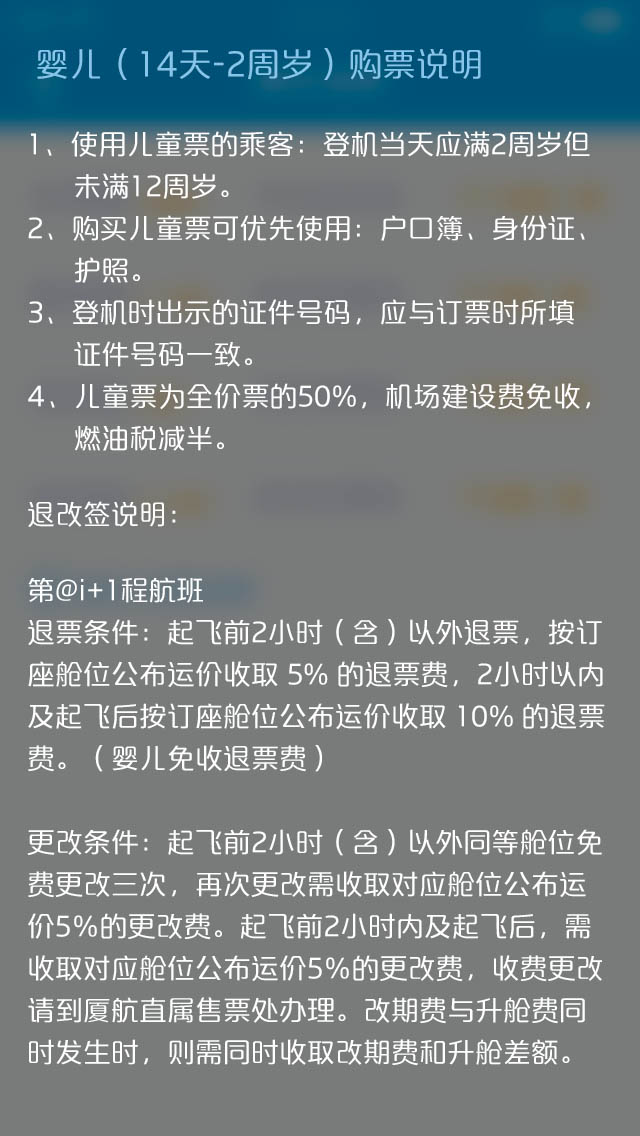 婴儿（14天-2周岁）购票说明
1、使用儿童票的乘客：登机当天应满2周岁但
未满12周岁。
2、购买儿童票可优先使用：户口簿、身份证、
护照。
3、登机时出示的证件号码，应与订票时所填
证件号码一致。
4、儿童票为全价票的50%，机场建设费免收，
燃油税减半。
退改签说明：
第@i+1程航班
退票条件：起飞前2小时（含）以外退票，按订
座舱位公布运价收取 5% 的退票费，2小时以内
及起飞后按订座舱位公布运价收取 10% 的退票
费。（婴儿免收退票费）
更改条件：起飞前2小时（含）以外同等舱位免
费更改三次，再次更改需收取对应舱位公布运
价5%的更改费。起飞前2小时内及起飞后，需
收取对应舱位公布运价5%的更改费，收费更改
请到厦航直属售票处办理。改期费与升舱费同
时发生时，则需同时收取改期费和升舱差额。